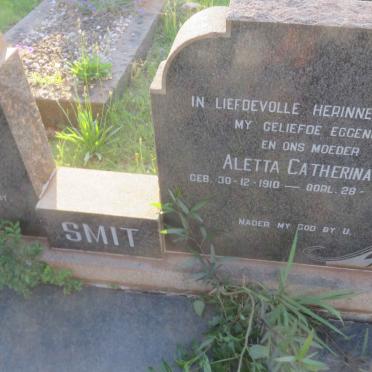 IN LIEFDEVOLLE HERINNE
MY GELIEFDE EGGEN
EN ONS MOEDER
ALETTA CATHERINA
GEB. 30-12-1910 — OORL. 28-
NADER MY GOD BY U.
SMIT